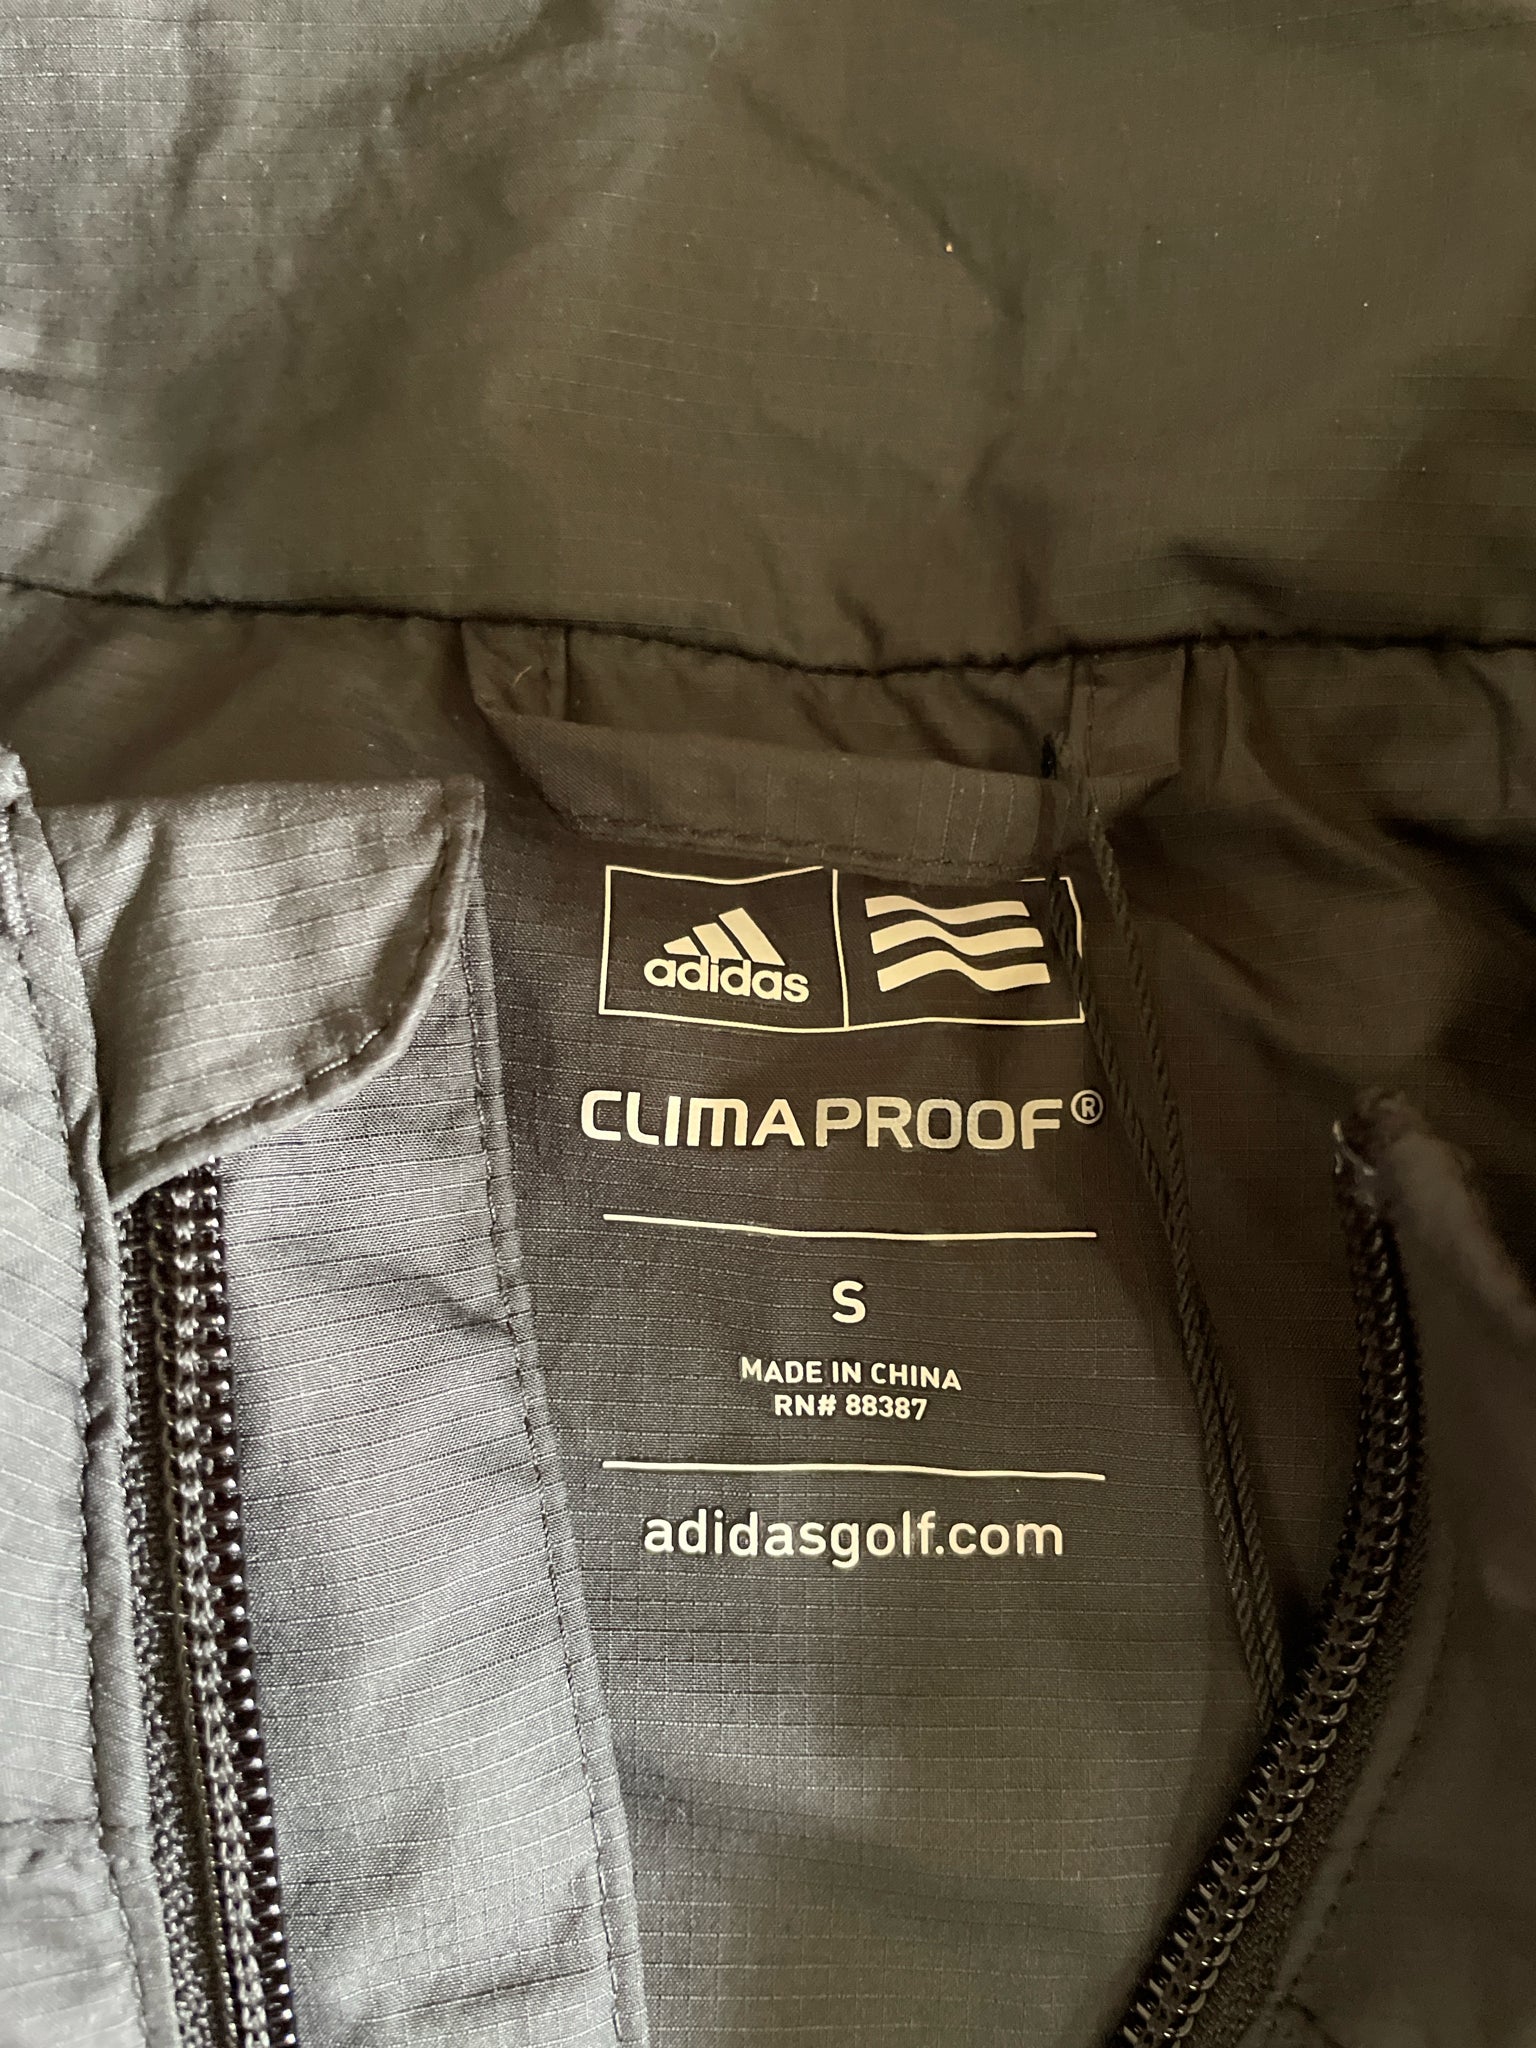 adidas
CLIMAPROOF®
S
MADE IN CHINA
RN# 88387
adidasgolf.com